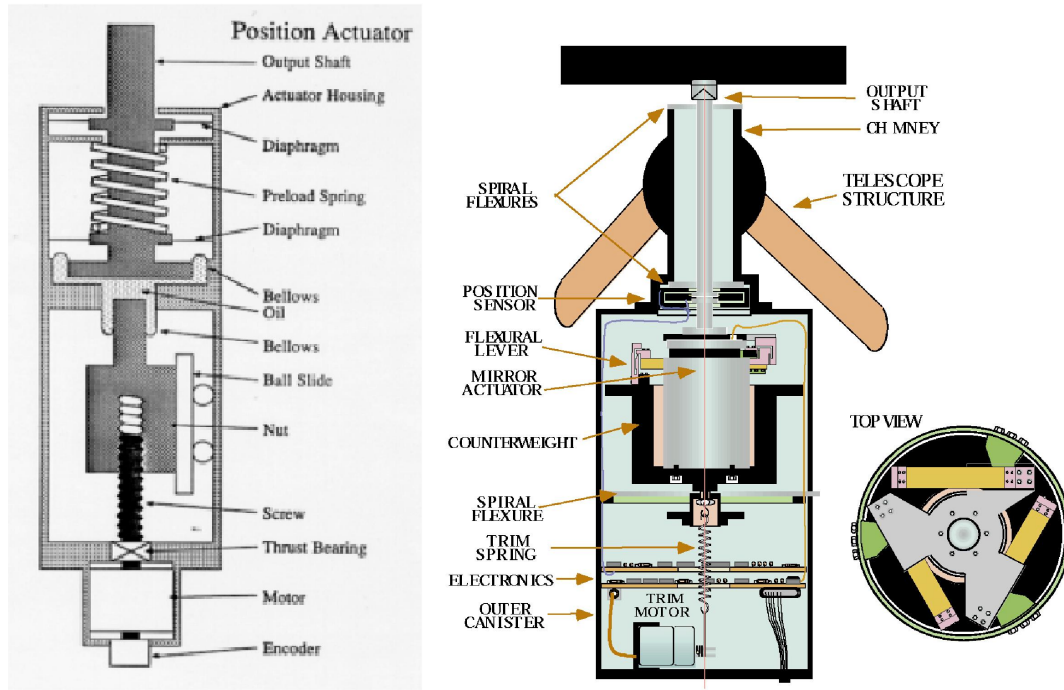 Position Actuator
Output Shaft
Actuator Housing
Diaphragm
Preload Spring
Diaphragm
Bellows
Oil
Bellows
Ball Slide
Nut
Screw
Thrust Bearing
Motor
Encoder
OUTPUT
SHAFT
CHIMNEY
TELESCOPE
STRUCTURE
SPIRAL
FLEXURES
POSITION
SENSOR
FLEXURAL
LEVER
MIRROR
ACTUATOR
COUNTERWEIGHT
SPIRAL
FLEXURE
TRIM
SPRING
ELECTRONICS
OUTER
CANISTER
TRIM
MOTOR
TOP VIEW